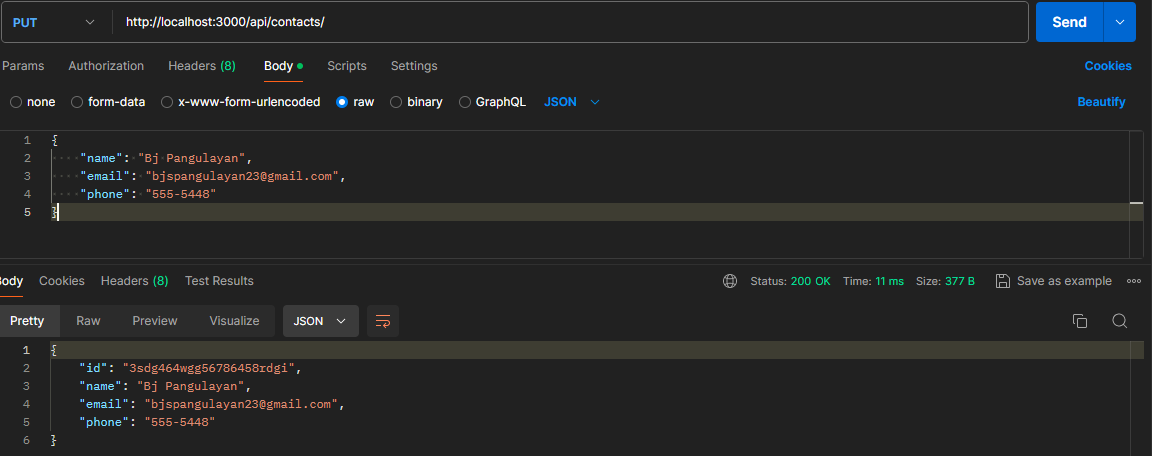 PUT http://localhost:3000/api/contacts/ Send
Params Authorization Headers (8) Body Scripts Settings Cookies
none form-data x-www-form-urlencoded raw binary GraphQL JSON Beautify
1 {
2 "name": "Bj Pangulayan",
3 "email": "bjspangulayan23@gmail.com",
4 "phone": "555-5448"
5 }
Body Cookies Headers (8) Test Results Status: 200 OK Time: 11 ms Size: 377 B Save as example
Pretty Raw Preview Visualize JSON
1 {
2 "id": "3sdg464wgg56786458rdgi",
3 "name": "Bj Pangulayan",
4 "email": "bjspangulayan23@gmail.com",
5 "phone": "555-5448"
6 }